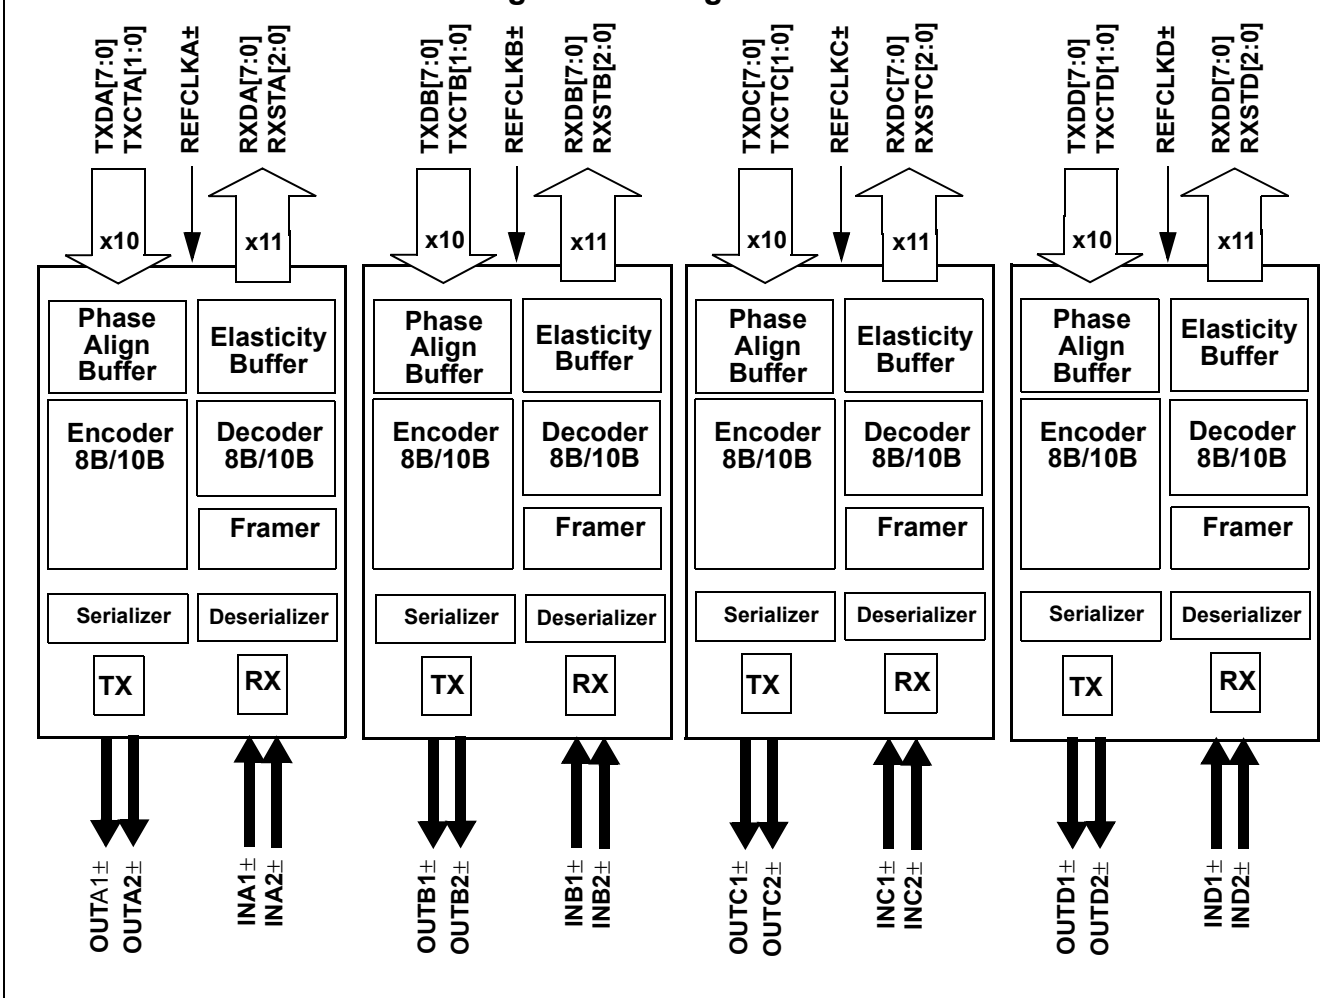 TXDA[7:0]
TXCTA[1:0]
REFCLKA±
RXDA[7:0]
RXSTA[2:0]
TXDB[7:0]
TXCTB[1:0]
REFCLKB±
RXDB[7:0]
RXSTB[2:0]
TXDC[7:0]
TXCTC[1:0]
REFCLKC±
RXDC[7:0]
RXSTC[2:0]
TXDD[7:0]
TXCTD[1:0]
REFCLKD±
RXDD[7:0]
RXSTD[2:0]
x10
x11
x10
x11
x10
x11
x10
x11
Phase
Align
Buffer
Elasticity
Buffer
Phase
Align
Buffer
Elasticity
Buffer
Phase
Align
Buffer
Elasticity
Buffer
Phase
Align
Buffer
Elasticity
Buffer
Encoder
8B/10B
Decoder
8B/10B
Encoder
8B/10B
Decoder
8B/10B
Encoder
8B/10B
Decoder
8B/10B
Encoder
8B/10B
Decoder
8B/10B
Framer
Framer
Framer
Framer
Serializer
Deserializer
Serializer
Deserializer
Serializer
Deserializer
Serializer
Deserializer
TX
RX
TX
RX
TX
RX
TX
RX
OUTA1±
OUTA2±
INA1±
INA2±
OUTB1±
OUTB2±
INB1±
INB2±
OUTC1±
OUTC2±
INC1±
INC2±
OUTD1±
OUTD2±
IND1±
IND2±